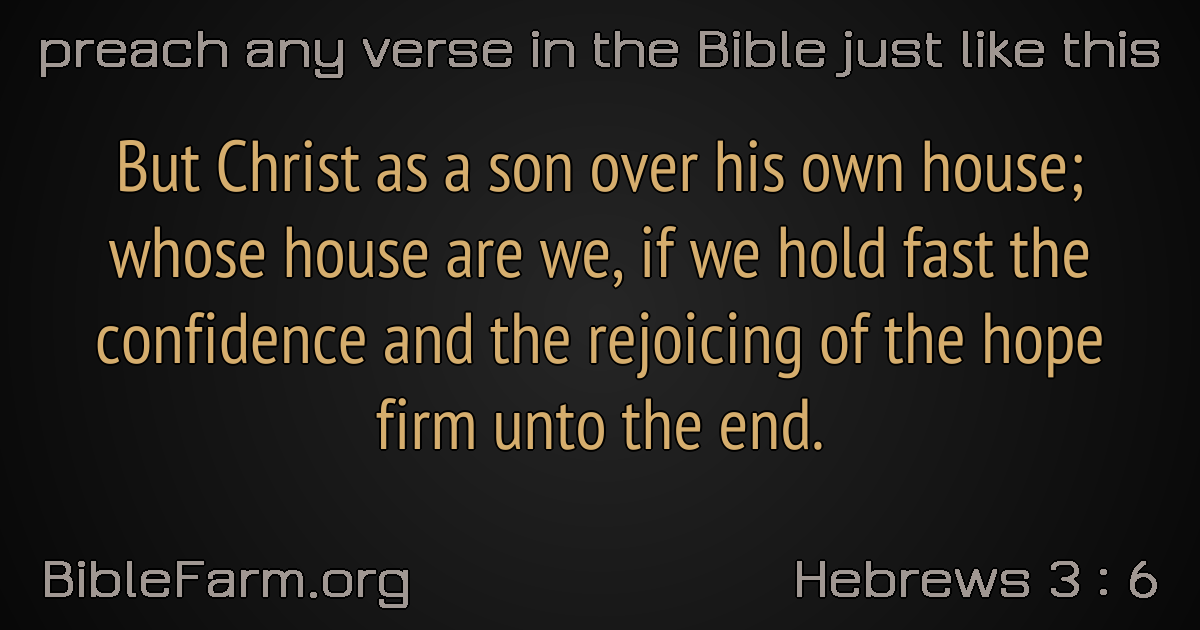 preach any verse in the Bible just like this
But Christ as a son over his own house;
whose house are we, if we hold fast the
confidence and the rejoicing of the hope
firm unto the end.
BibleFarm.org
Hebrews 3 : 6